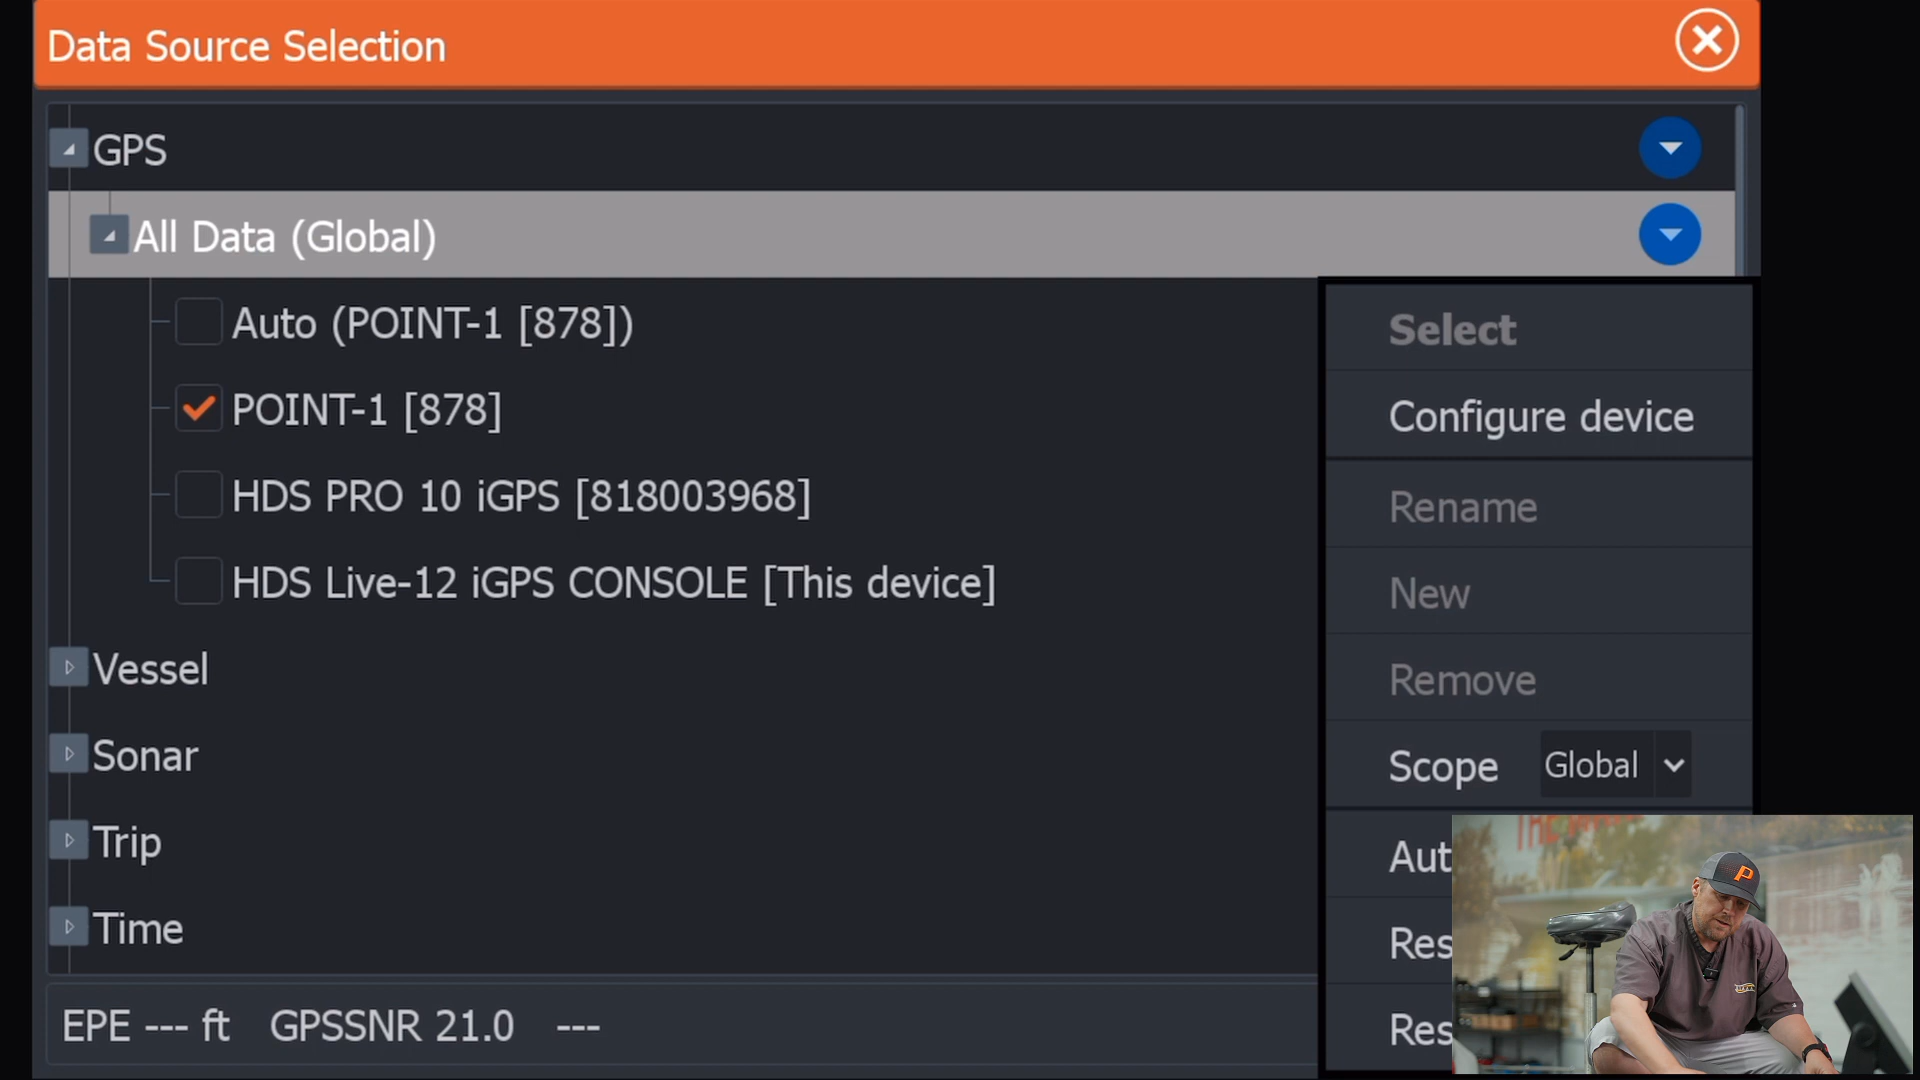 Data Source Selection
GPS
All Data (Global)
Auto (POINT-1 [878])
POINT-1 [878]
HDS PRO 10 iGPS [818003968]
HDS Live-12 iGPS CONSOLE [This device]
Vessel
Sonar
Trip
Time
EPE --- ft GPSSNR 21.0 ---
Select
Configure device
Rename
New
Remove
Scope Global
Aut
Res
Res
P